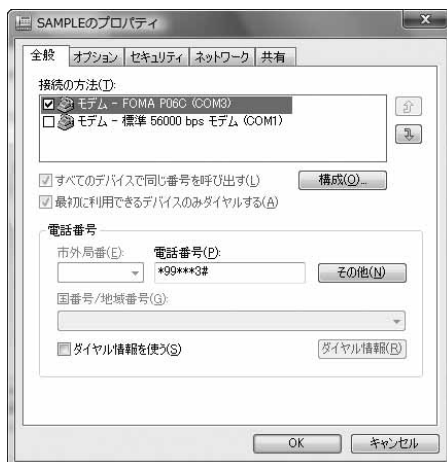 SAMPLEのプロパティ
全般 オプション セキュリティ ネットワーク 共有
接続の方法(T):
モデム - FOMA P06C (COM3)
モデム - 標準 56000 bps モデム (COM1)
すべてのデバイスで同じ番号を呼び出す(L) 構成(O)...
最初に利用できるデバイスのみダイヤルする(A)
電話番号
市外局番(E): 電話番号(P):
*99***3# その他(N)
国番号/地域番号(G):
ダイヤル情報を使う(S) ダイヤル情報(R)
OK キャンセル